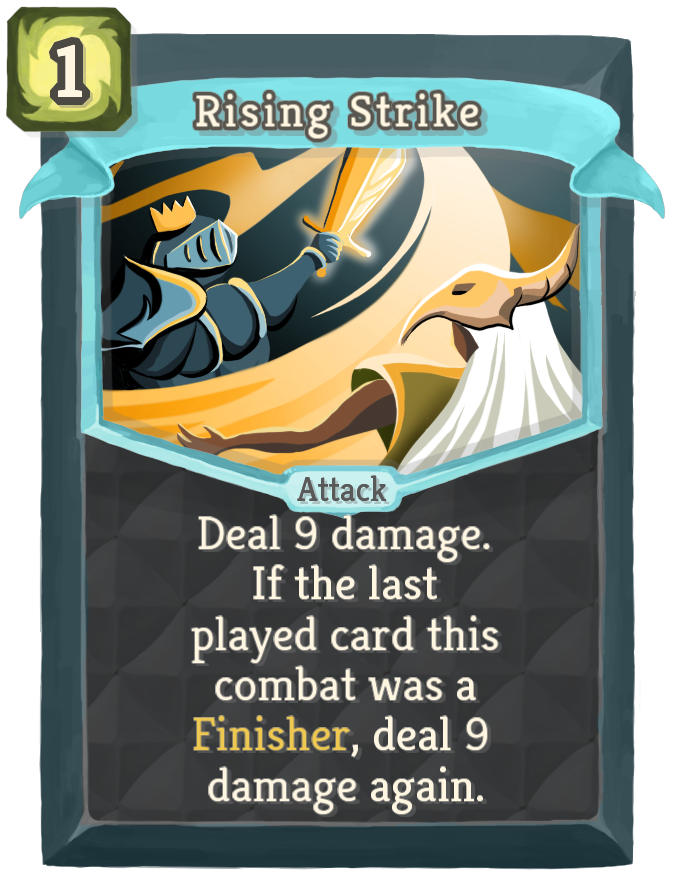 1
Rising Strike
Attack
Deal 9 damage.
If the last
played card this
combat was a
Finisher, deal 9
damage again.